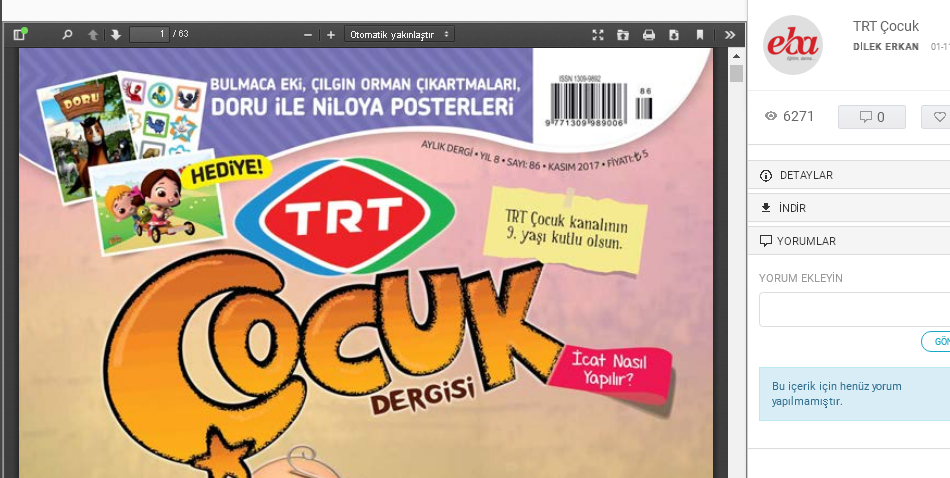 1 / 63
Otomatik yakınlaştır
BULMACA EKİ, ÇILGIN ORMAN ÇIKARTMALARI,
DORU İLE NİLOYA POSTERLERİ
ISSN 1309-9892
86
9 771309 989006
DORU
HEDİYE!
AYLIK DERGİ • YIL 8 • SAYI: 86 • KASIM 2017 • FİYATI: ₺ 5
TRT
TRT Çocuk kanalının
9. yaşı kutlu olsun.
ÇOCUK
DERGİSİ
İcat Nasıl
Yapılır?
eba
TRT Çocuk
DİLEK ERKAN 01-1
6271
0
DETAYLAR
İNDİR
YORUMLAR
YORUM EKLEYİN
GÖN
Bu içerik için henüz yorum
yapılmamıştır.